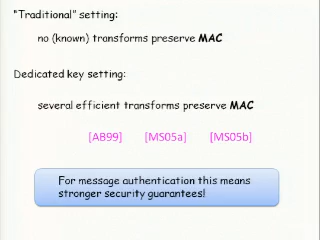 "Traditional" setting:
no (known) transforms preserve MAC
Dedicated key setting:
several efficient transforms preserve MAC
[AB99] [MS05a] [MS05b]
For message authentication this means
stronger security guarantees!